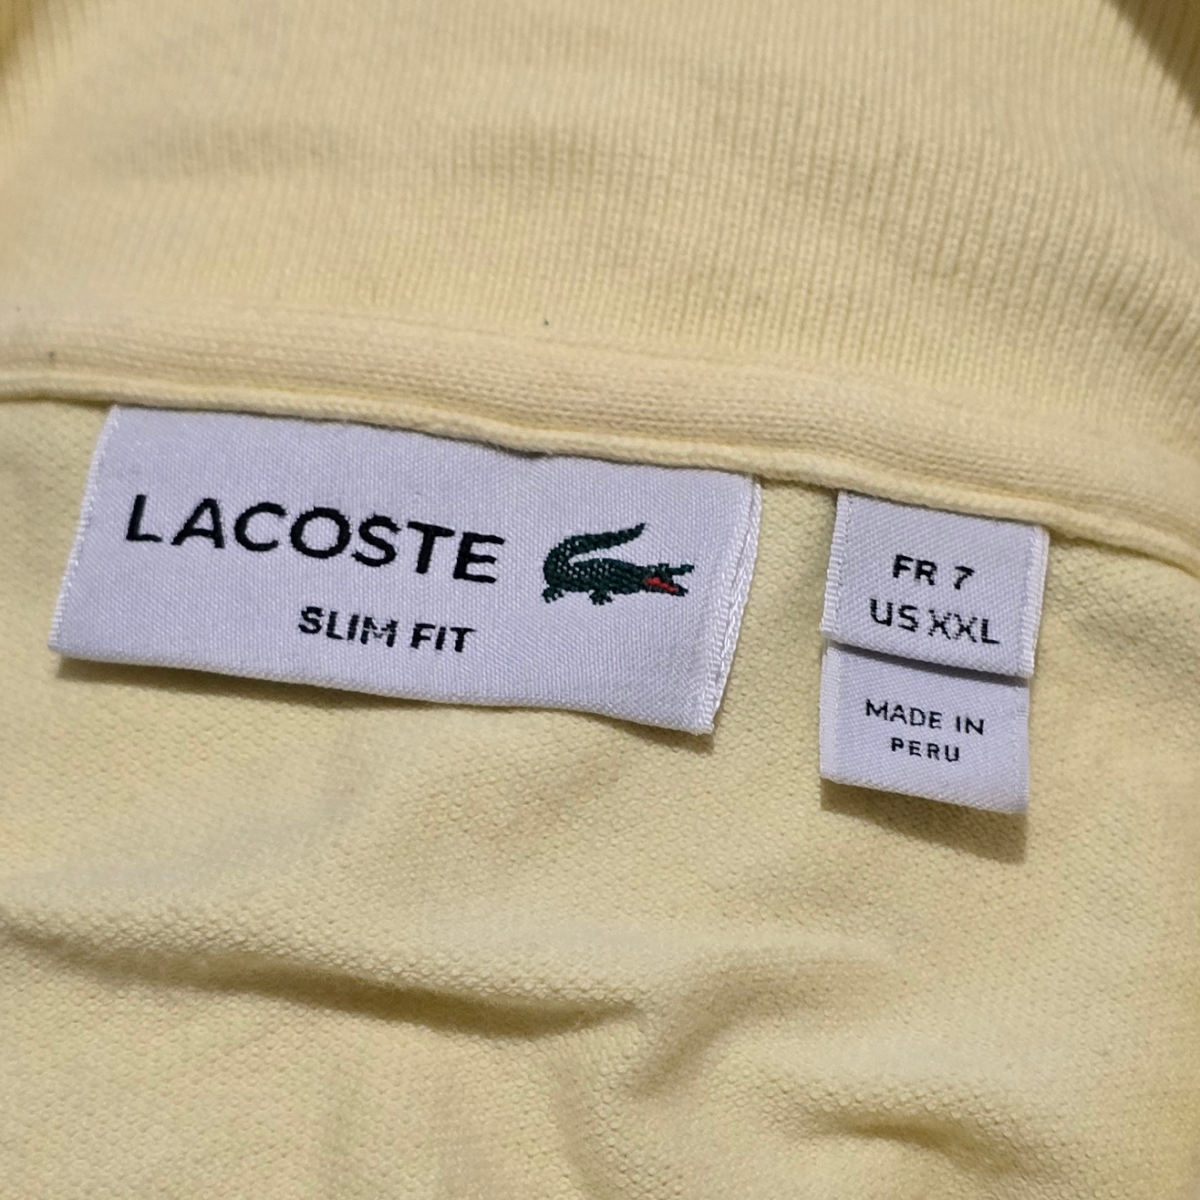 LACOSTE
SLIM FIT
FR 7
US XXL
MADE IN
PERU